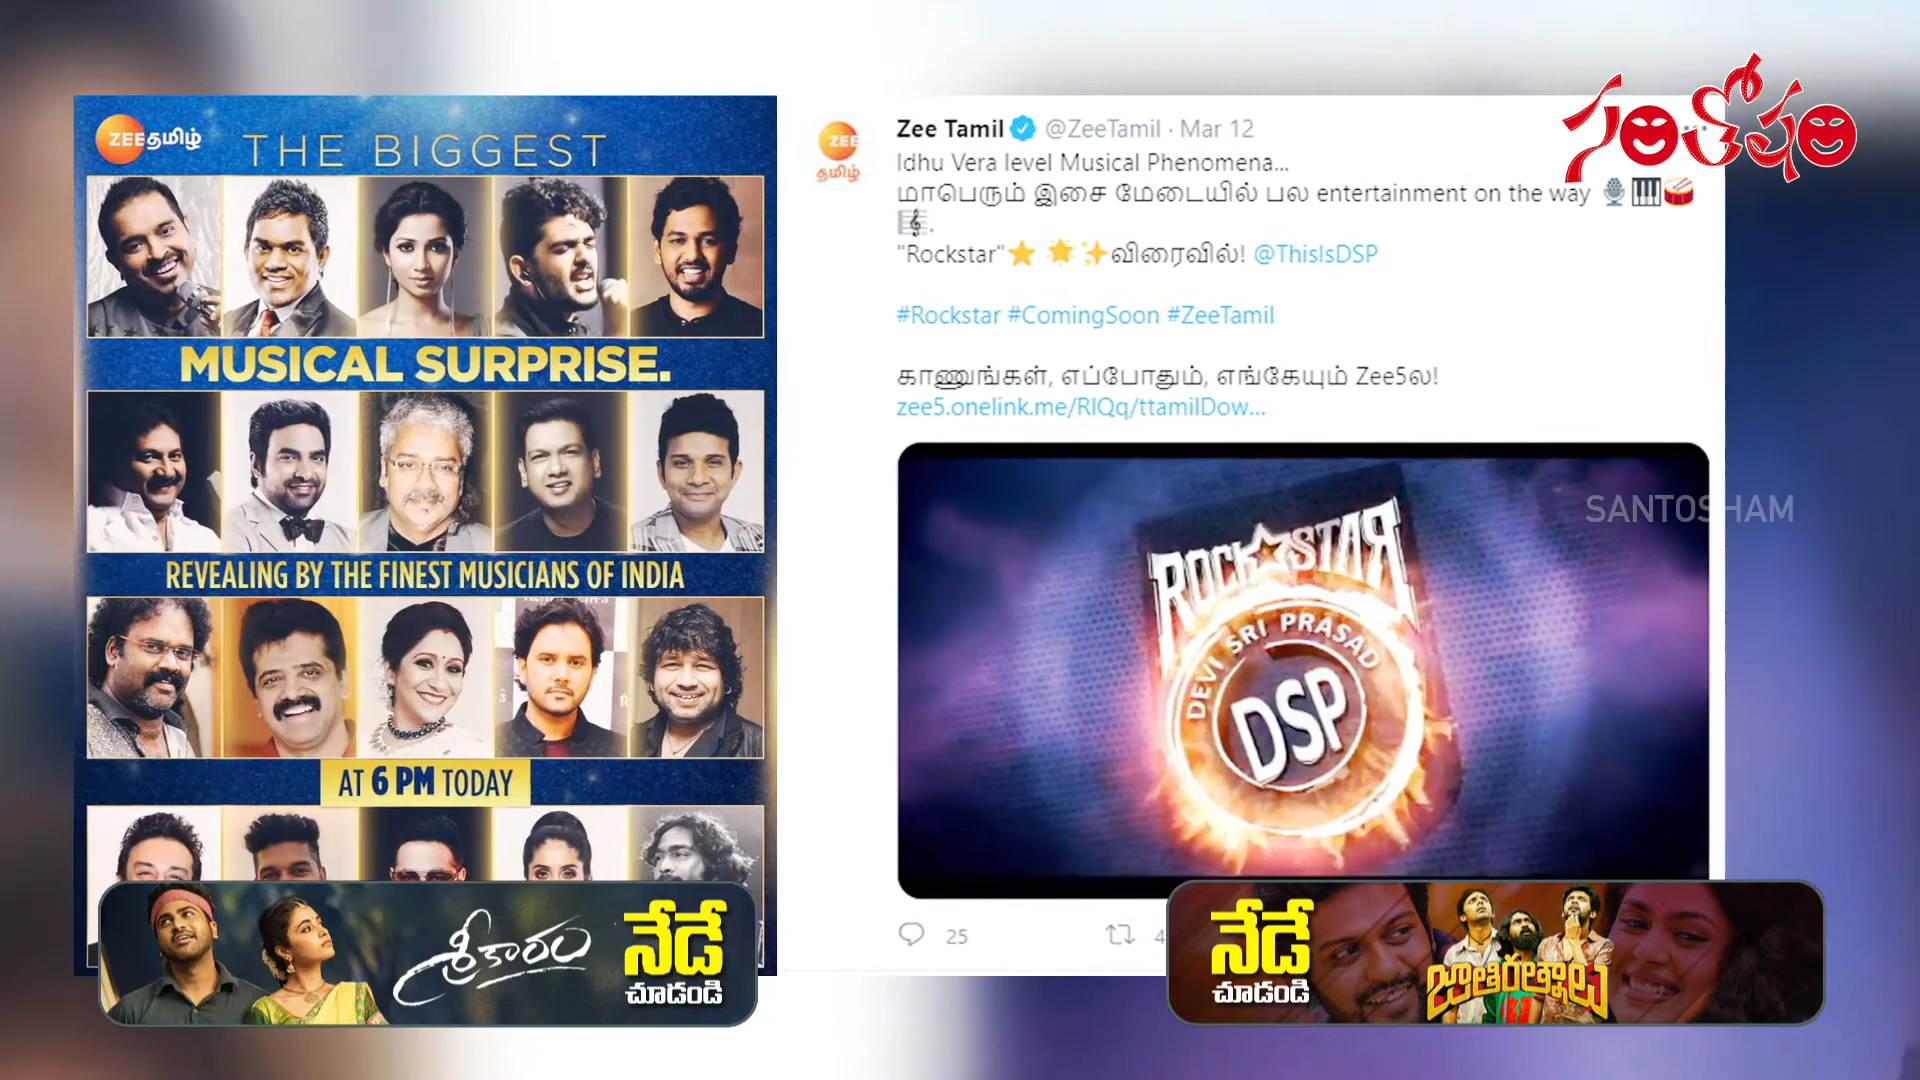 ZEEதமிழ்
THE BIGGEST
MUSICAL SURPRISE.
REVEALING BY THE FINEST MUSICIANS OF INDIA
AT 6 PM TODAY
శ్రీకారం
నేడే
చూడండి
Zee Tamil @ZeeTamil · Mar 12
ZEE
தமிழ்
Idhu Vera level Musical Phenomena...
மாபெரும் இசை மேடையில் பல entertainment on the way 🎙️🎹🥁
🎼.
"Rockstar"⭐ 🌟 ✨விரைவில்! @ThisIsDSP
#Rockstar #ComingSoon #ZeeTamil
காணுங்கள், எப்போதும், எங்கேயும் Zee5ல!
zee5.onelink.me/RlQq/ttamilDow...
ROCKSTAR
DEVI SRI PRASAD
DSP
25
4
సంతోషం
SANTOSHAM
నేడే
చూడండి
జాతిరత్నాలు